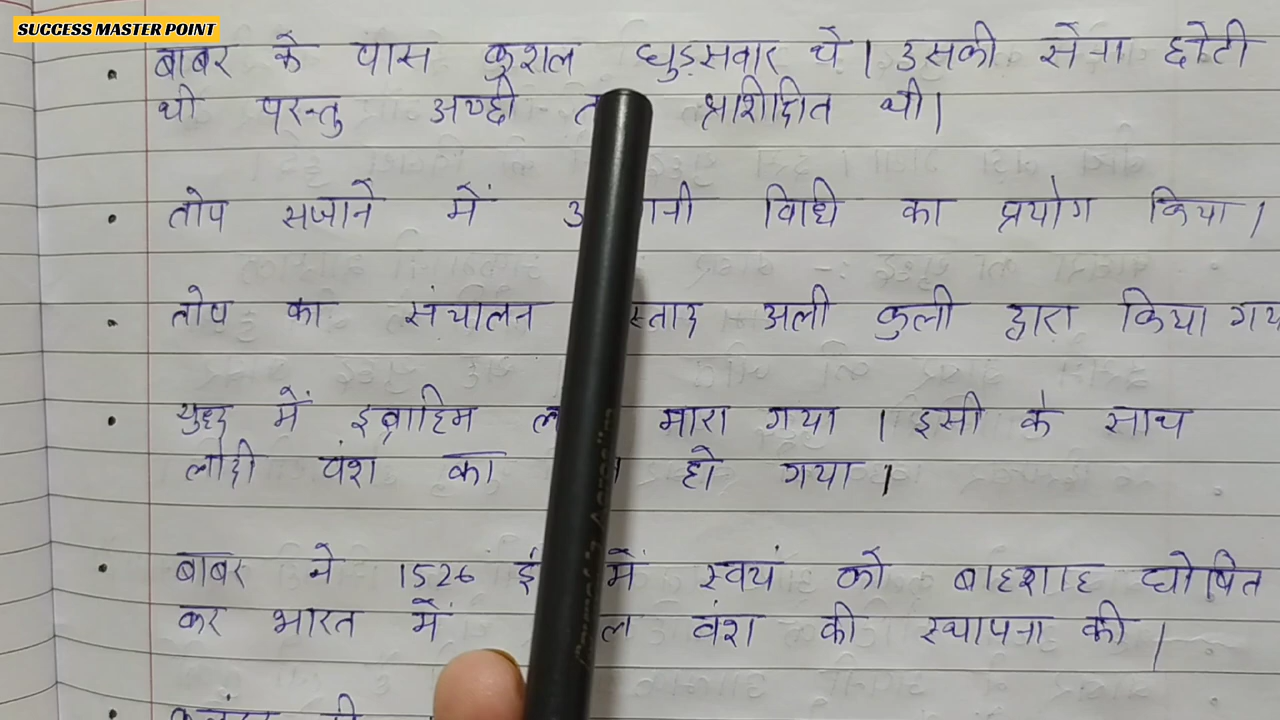 SUCCESS MASTER POINT
बाबर के पास कुशल घुड़सवार थे। उसकी सेना छोटी
थी परन्तु अच्छी प्रशिक्षित थी।
तोप सजाने में विधि का प्रयोग किया।
तोप का संचालन अली कुली द्वारा किया
युद्ध में इब्राहिम मारा गया । इसी के साथ
लोदी वंश का हो गया ।
बाबर ने 1526 ई में स्वयं को बादशाह घोषित
कर भारत में वंश की स्थापना की ।